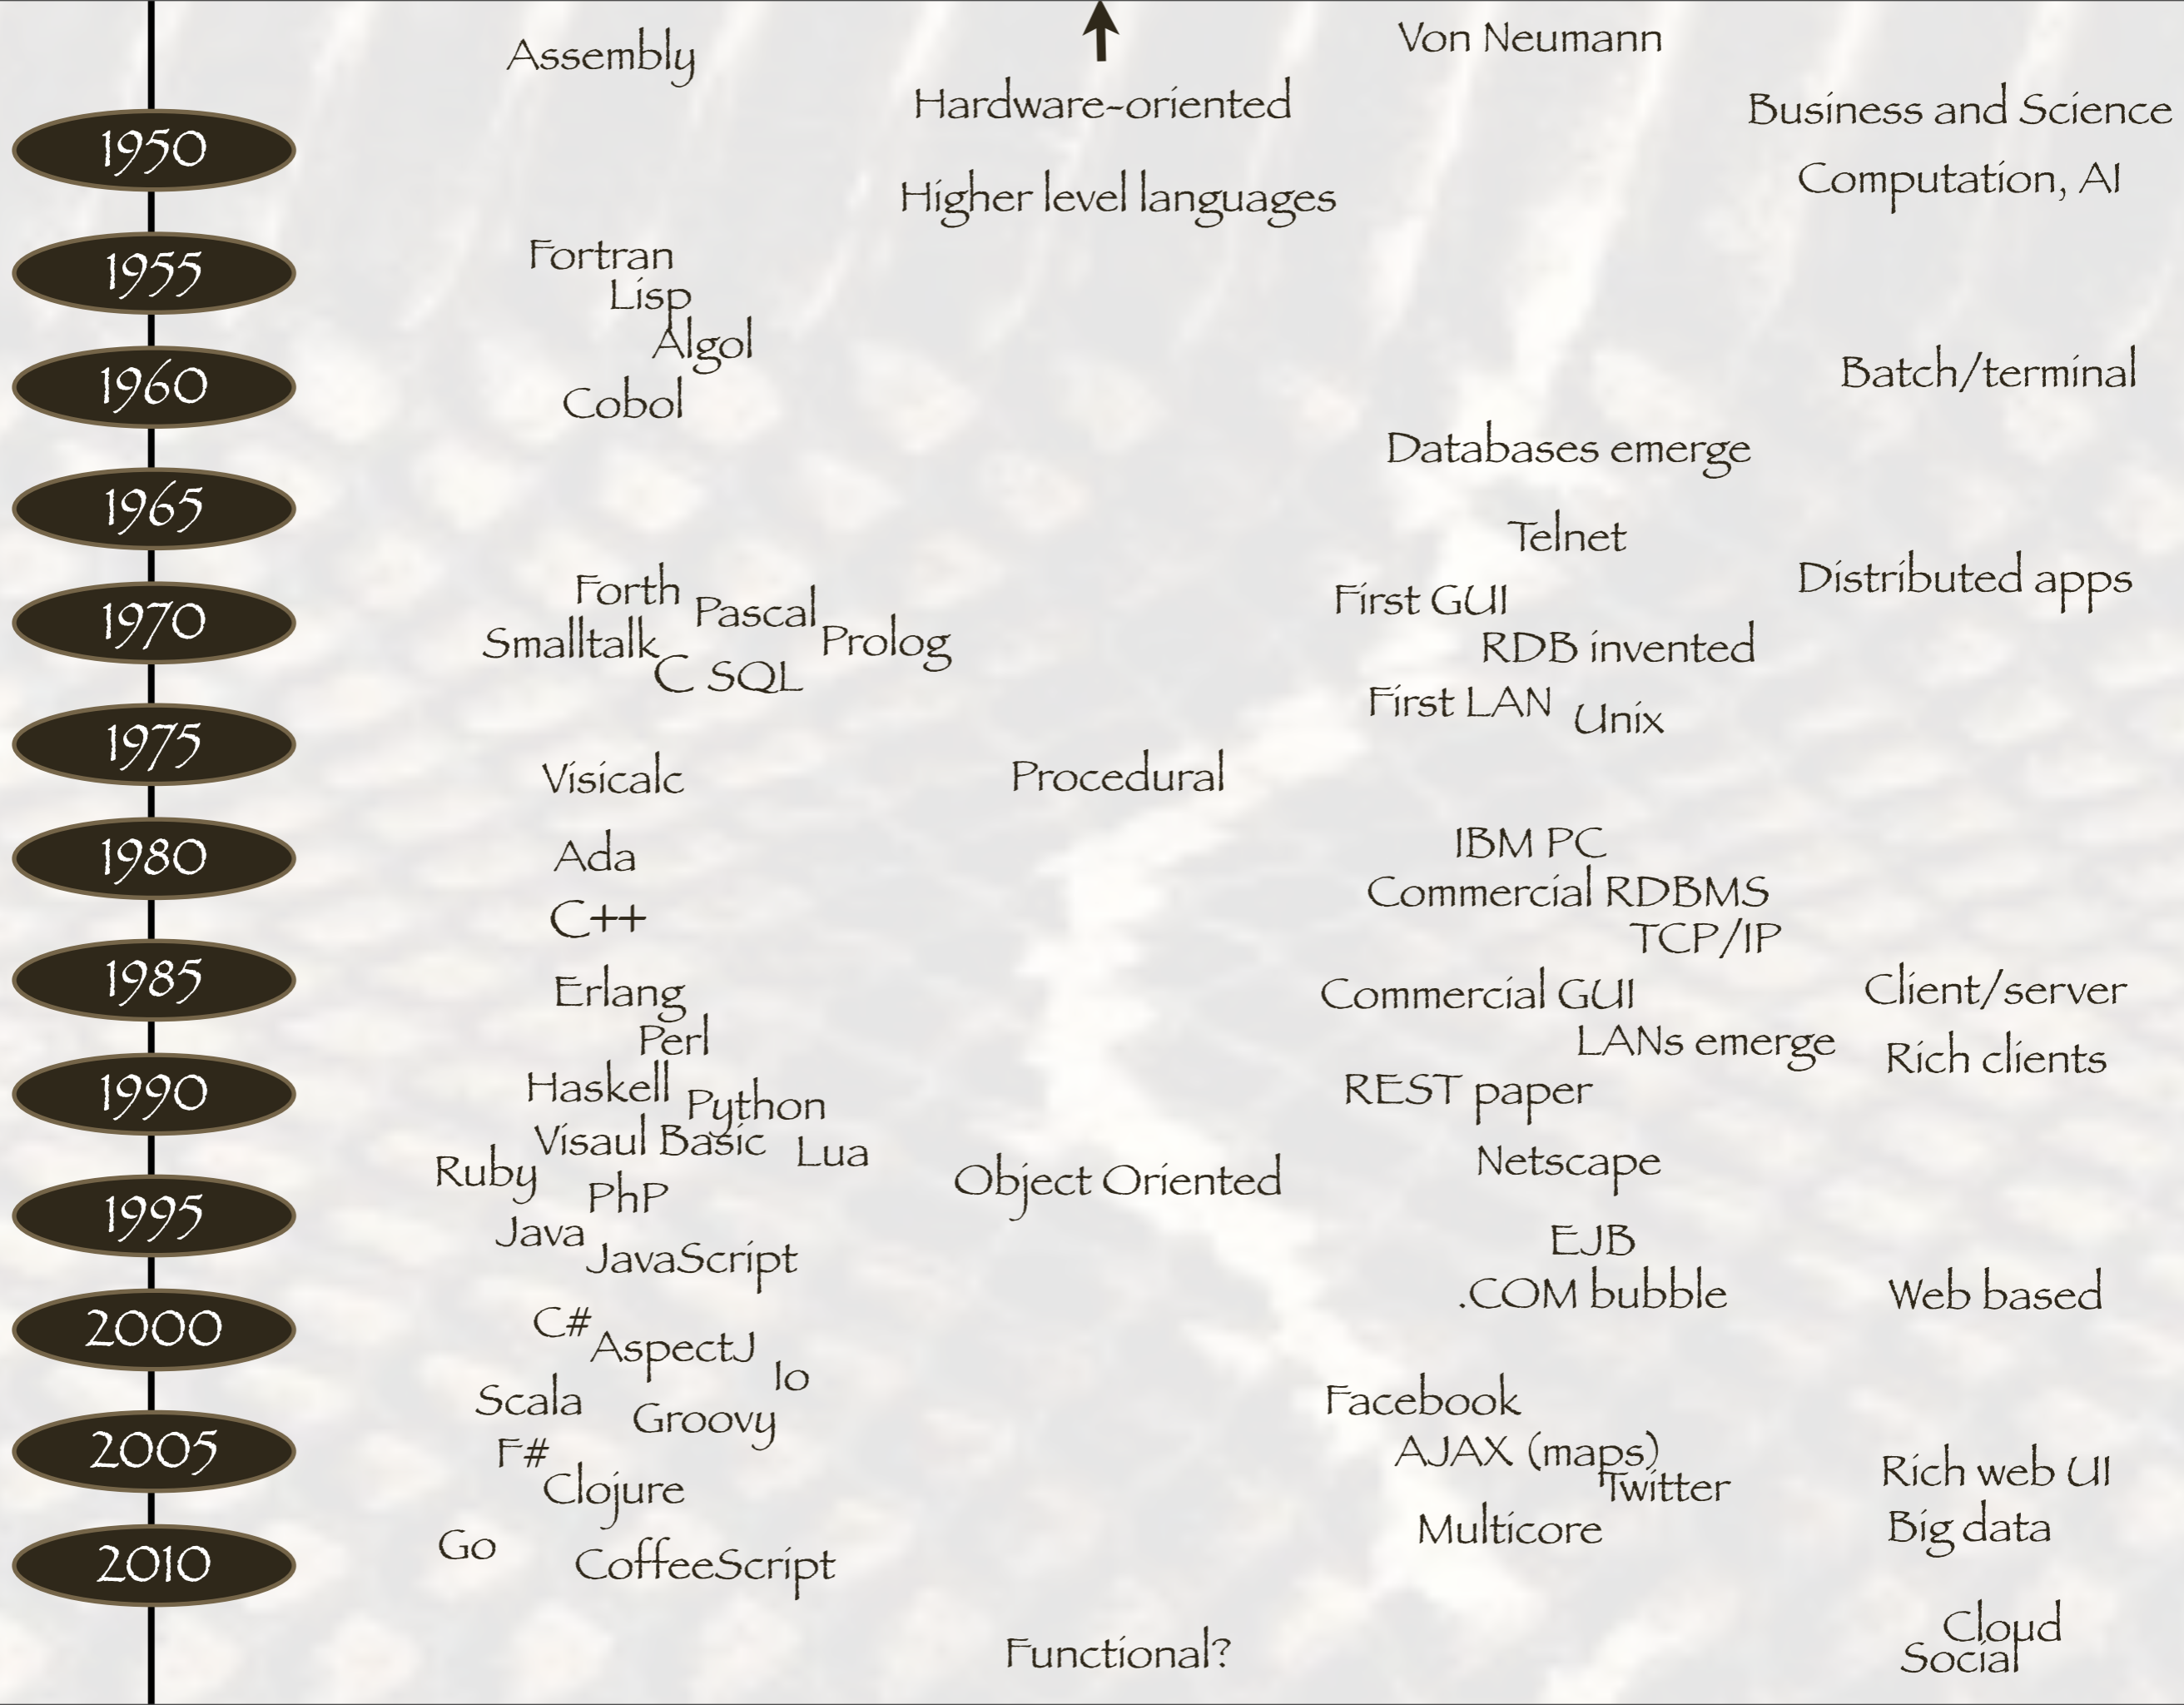 Assembly
Von Neumann
Hardware-oriented
Business and Science
1950
Computation, AI
Higher level languages
Fortran
1955
Lisp
Algol
1960
Batch/terminal
Cobol
Databases emerge
1965
Telnet
Forth
Distributed apps
First GUI
Pascal
1970
Smalltalk
Prolog
RDB invented
C SQL
First LAN
Unix
1975
Visicalc
Procedural
IBM PC
1980
Ada
Commercial RDBMS
C++
TCP/IP
1985
Erlang
Commercial GUI
Client/server
Perl
LANs emerge
Rich clients
1990
Haskell
Python
REST paper
Visaul Basic
Lua
Netscape
Ruby
Object Oriented
PhP
1995
Java
EJB
JavaScript
.COM bubble
Web based
2000
C#
AspectJ
Io
Scala
Facebook
Groovy
2005
F#
AJAX (maps)
Rich web UI
Clojure
Twitter
Multicore
Big data
Go
2010
CoffeeScript
Cloud
Functional?
Social